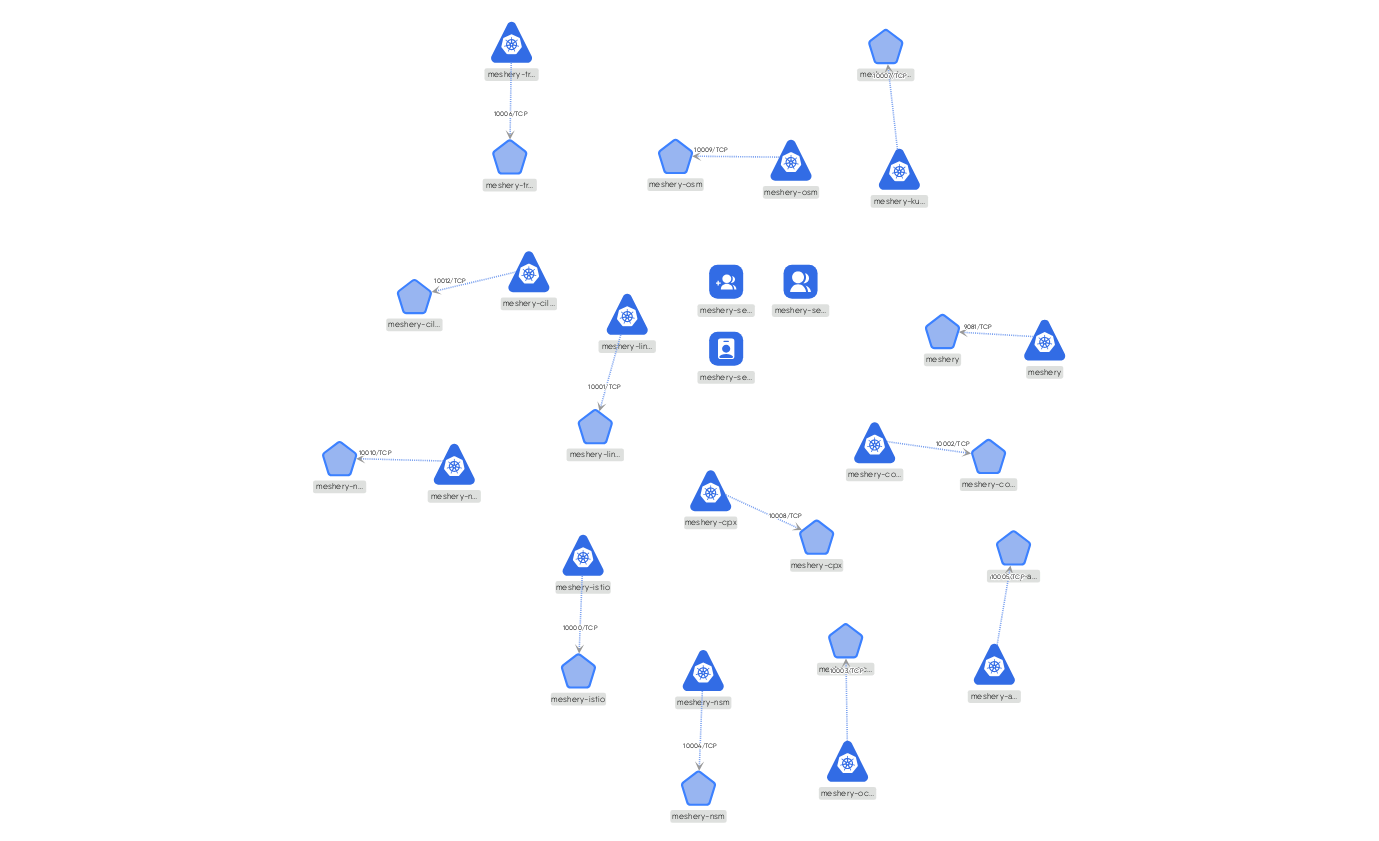 meshery-tr...
10006/TCP
meshery-tr...
10007/TCP
meshery-ku...
10009/TCP
meshery-osm
meshery-osm
10012/TCP
meshery-cil...
meshery-cil...
meshery-lin...
10001/TCP
meshery-lin...
meshery-se...
meshery-se...
meshery-se...
9081/TCP
meshery
meshery
10010/TCP
meshery-n...
meshery-n...
10002/TCP
meshery-co...
meshery-co...
meshery-cpx
10008/TCP
meshery-cpx
10005/TCP
meshery-a...
meshery-istio
10000/TCP
meshery-istio
meshery-nsm
10004/TCP
meshery-nsm
10003/TCP
meshery-oc...